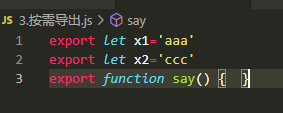 JS 3.按需导出.js > say
1 export let x1='aaa'
2 export let x2='ccc'
3 export function say() {  }